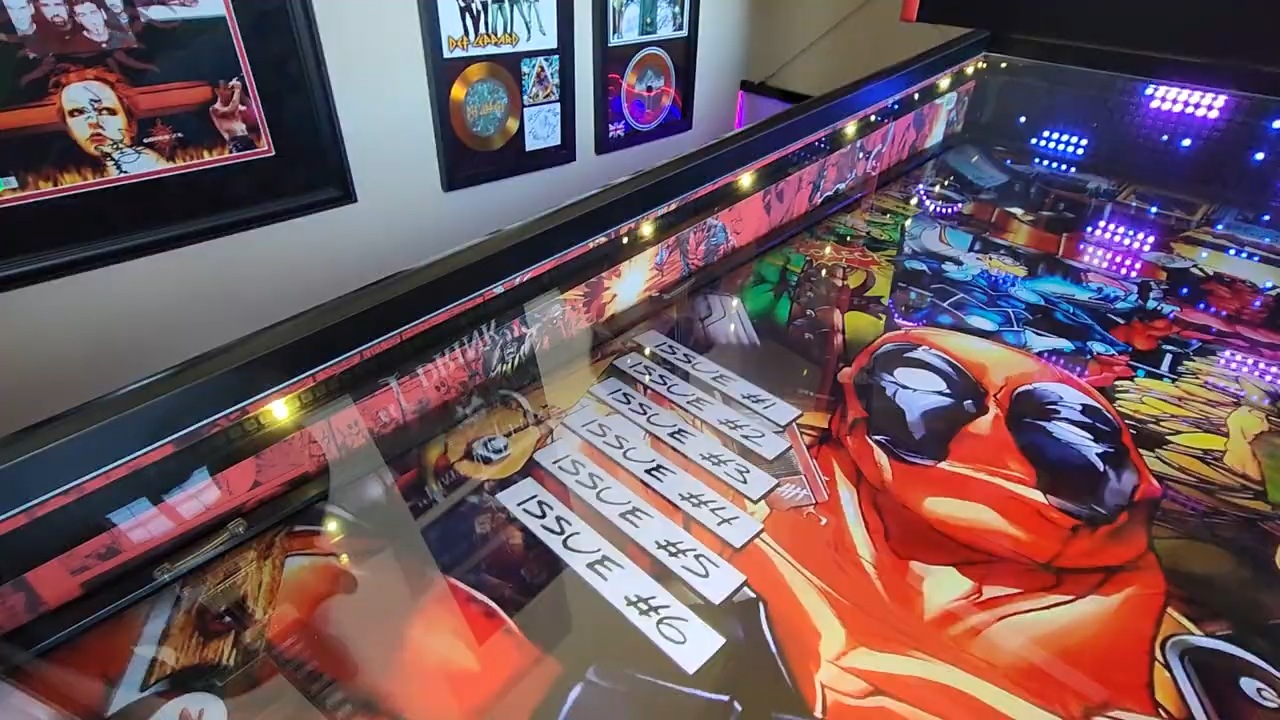 DEF LEPPARD
ISSUE #1
ISSUE #2
ISSUE #3
ISSUE #4
ISSUE #5
ISSUE #6